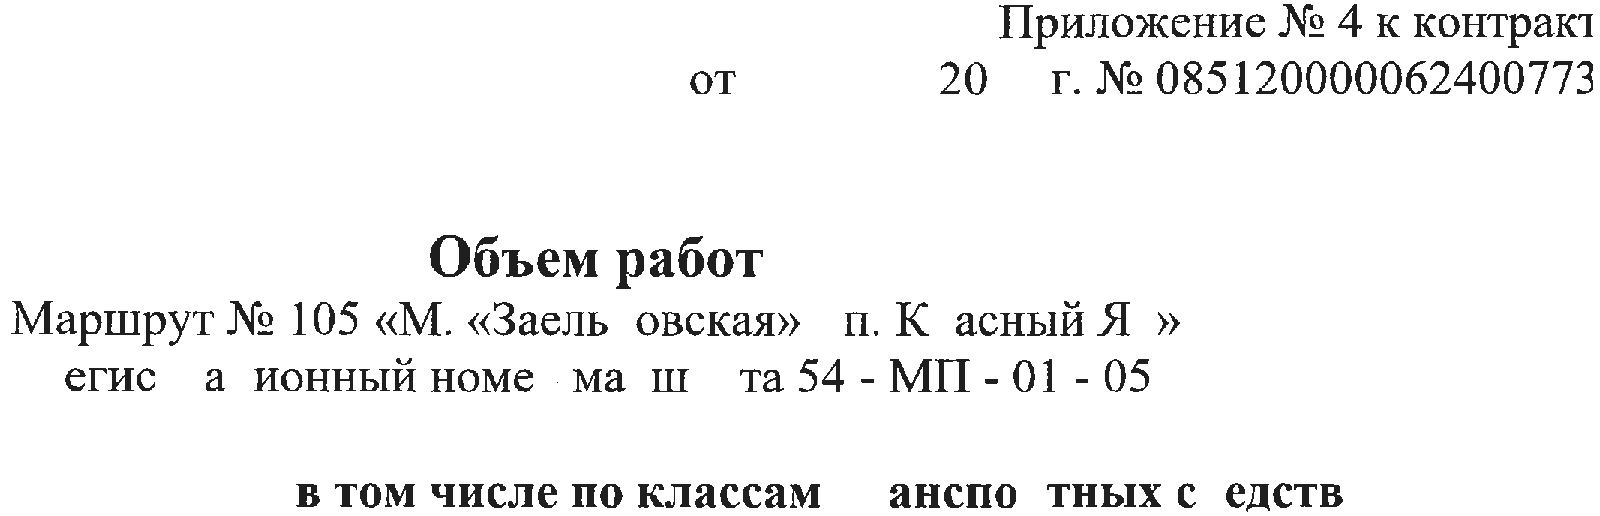 Приложение № 4 к контракт
от 20 г. № 0851200000062400773
Объем работ
Маршрут № 105 «М. «Заель овская» п. К асный Я »
егис а ионный номе ма ш та 54 - МП - 01 - 05
в том числе по классам анспо тных с едств